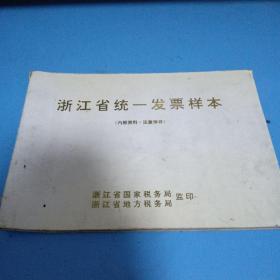 浙江省统一发票样本
（内部资料·注意保存）
浙江省国家税务局
浙江省地方税务局 监印